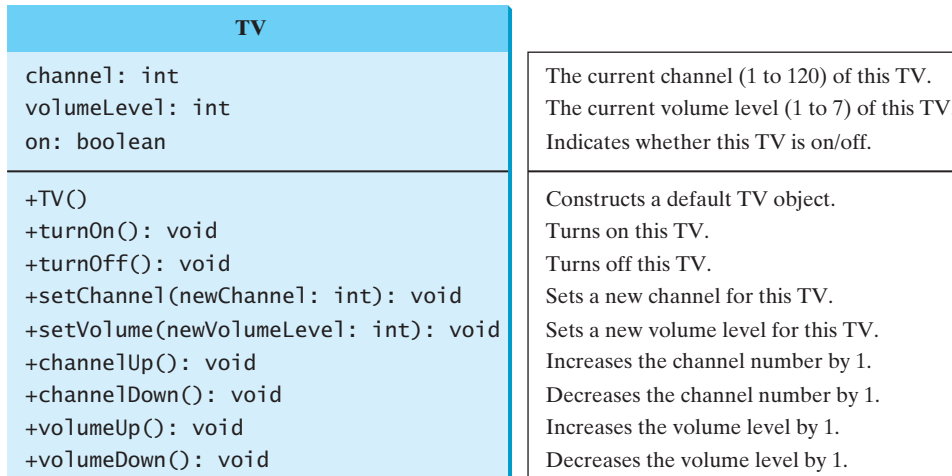 TV
channel: int
The current channel (1 to 120) of this TV.
volumeLevel: int
The current volume level (1 to 7) of this TV
on: boolean
Indicates whether this TV is on/off.
+TV()
Constructs a default TV object.
+turnOn(): void
Turns on this TV.
+turnOff(): void
Turns off this TV.
+setChannel(newChannel: int): void
Sets a new channel for this TV.
+setVolume(newVolumeLevel: int): void
Sets a new volume level for this TV.
+channelUp(): void
Increases the channel number by 1.
+channelDown(): void
Decreases the channel number by 1.
+volumeUp(): void
Increases the volume level by 1.
+volumeDown(): void
Decreases the volume level by 1.